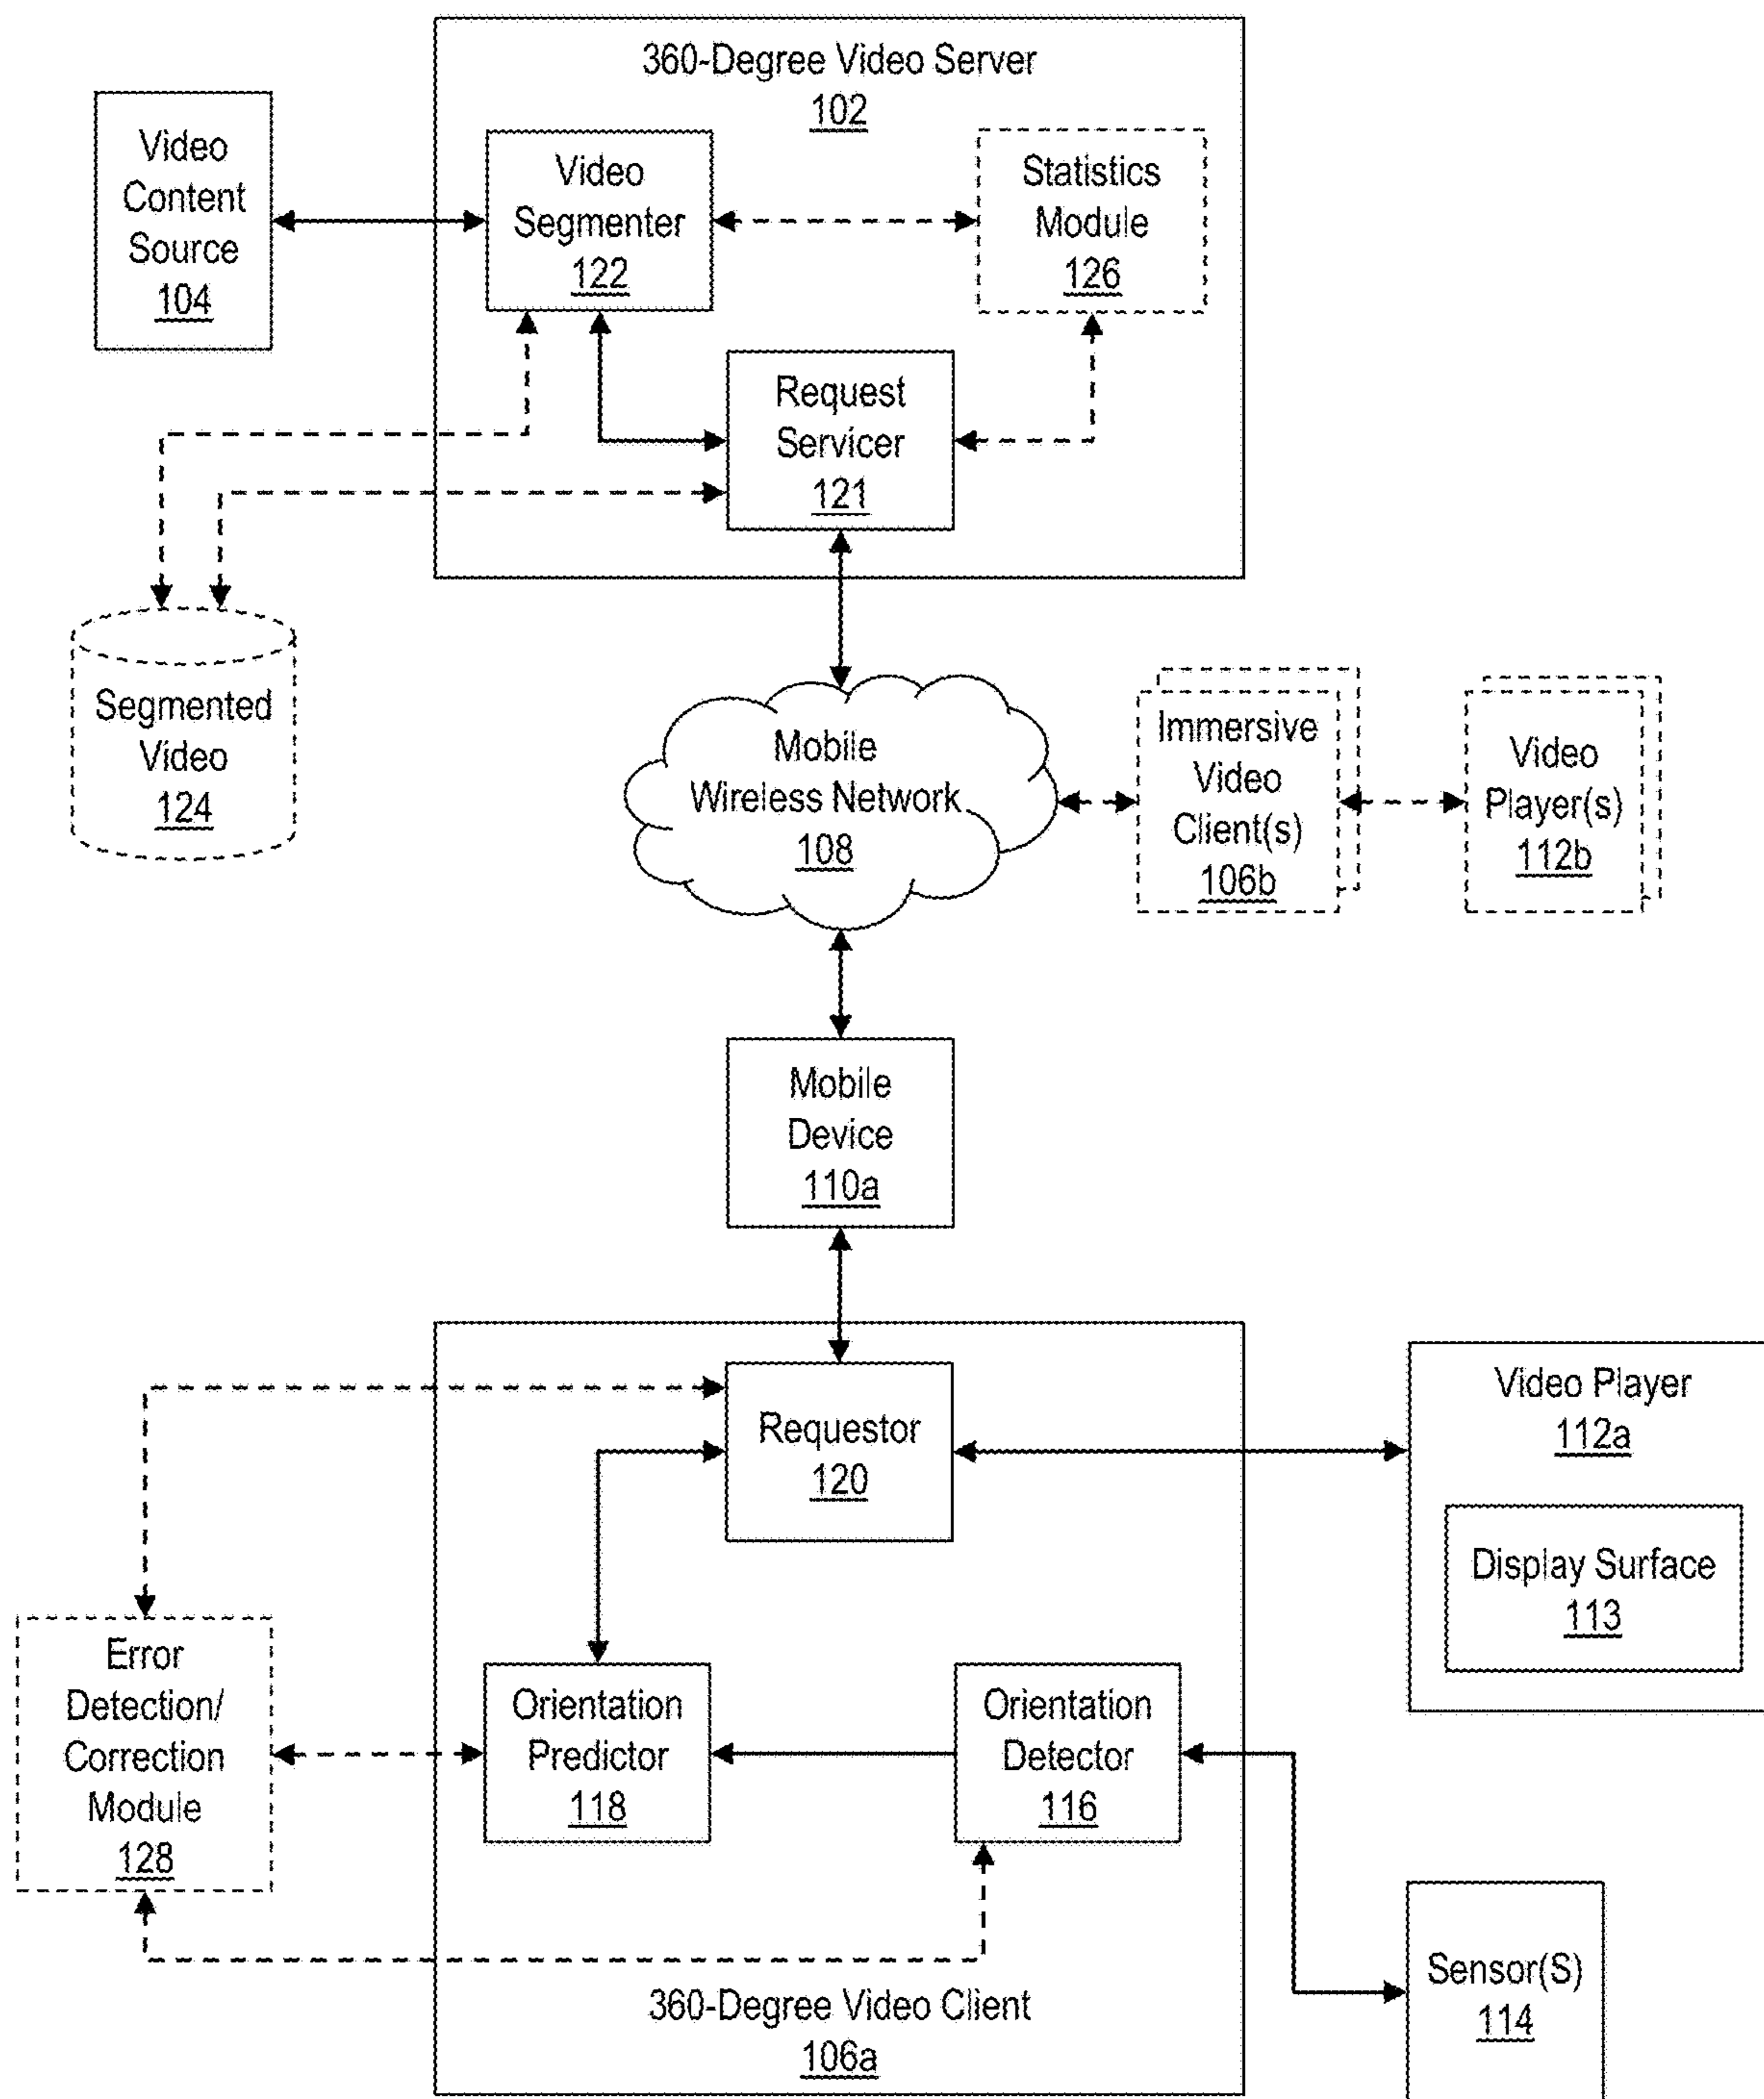 360-Degree Video Server
102
Video
Content
Source
104
Video
Segmenter
122
Statistics
Module
126
Request
Servicer
121
Segmented
Video
124
Mobile
Wireless Network
108
Immersive
Video
Client(s)
106b
Video
Player(s)
112b
Mobile
Device
110a
Requestor
120
Video Player
112a
Display Surface
113
Error
Detection/
Correction
Module
128
Orientation
Predictor
118
Orientation
Detector
116
Sensor(S)
114
360-Degree Video Client
106a